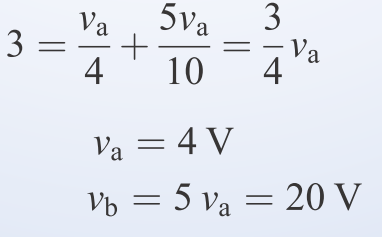 3 = v_a/4 + 5v_a/10 = 3/4 v_a
v_a = 4 V
v_b = 5 v_a = 20 V